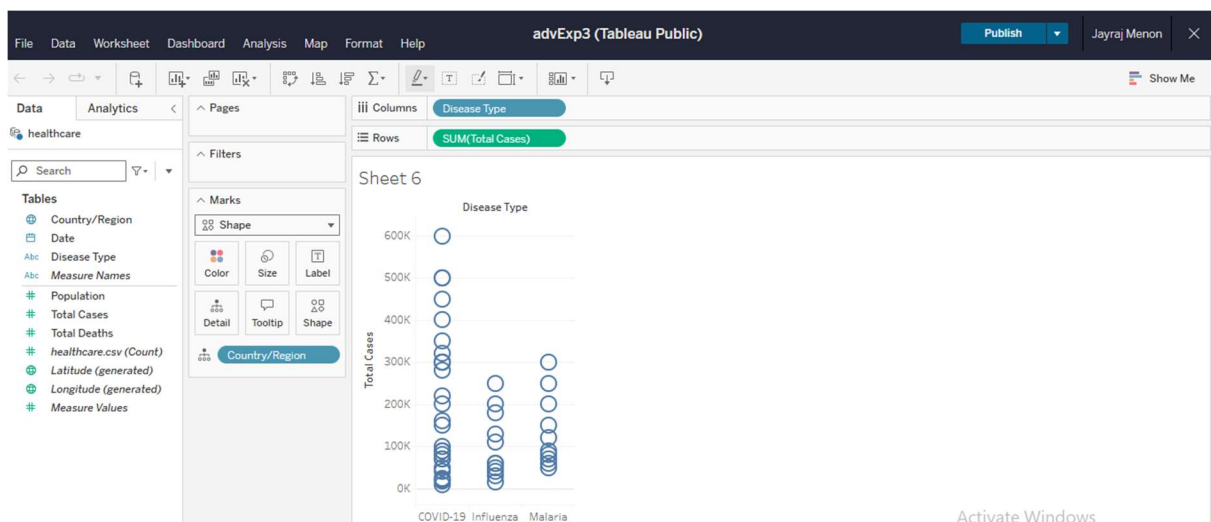 advExp3 (Tableau Public)
Publish
Jayraj Menon
File Data Worksheet Dashboard Analysis Map Format Help
Show Me
Data Analytics
healthcare
Search
Tables
Country/Region
Date
Abc Disease Type
Abc Measure Names
# Population
# Total Cases
# Total Deaths
# healthcare.csv (Count)
Latitude (generated)
Longitude (generated)
# Measure Values
Pages
Filters
Marks
Shape
Color Size Label
Detail Tooltip Shape
Country/Region
iii Columns Disease Type
Rows SUM(Total Cases)
Sheet 6
Disease Type
Total Cases
600K
500K
400K
300K
200K
100K
0K
COVID-19 Influenza Malaria
Activate Windows